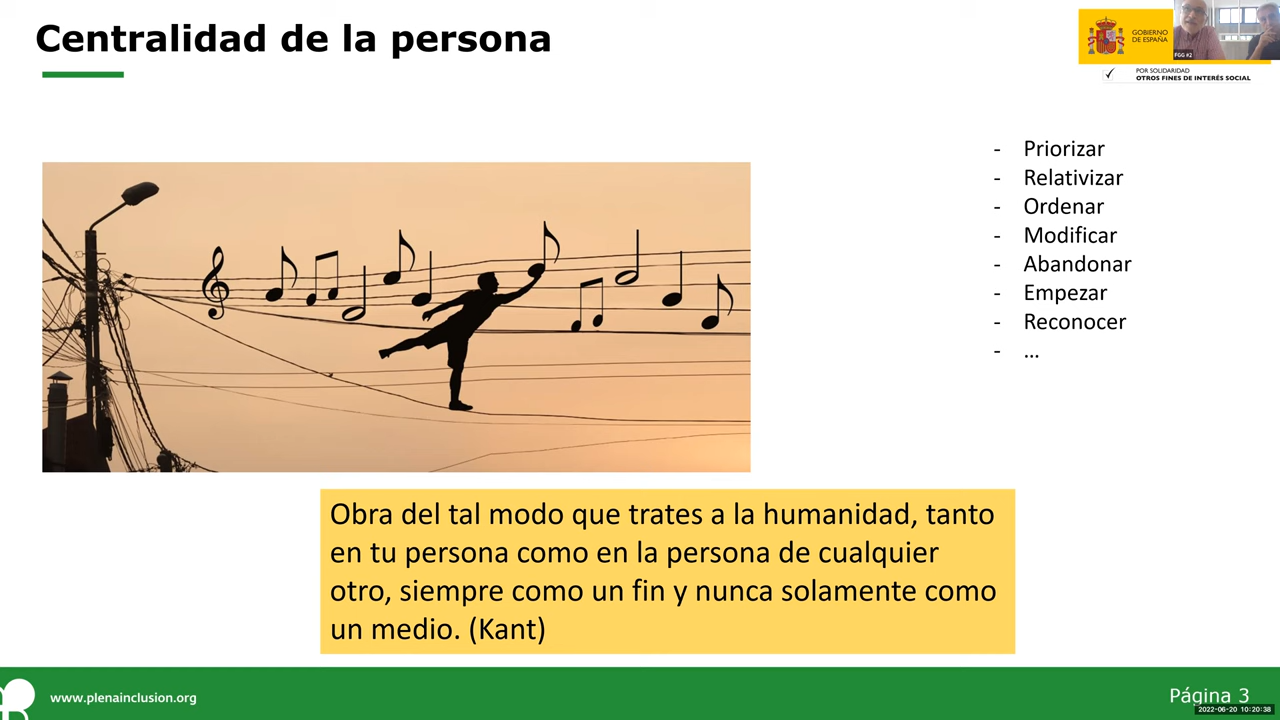 Centralidad de la persona
GOBIERNO
DE ESPAÑA
FGG #2
POR SOLIDARIDAD
OTROS FINES DE INTERÉS SOCIAL
- Priorizar
- Relativizar
- Ordenar
- Modificar
- Abandonar
- Empezar
- Reconocer
- …
Obra del tal modo que trates a la humanidad, tanto
en tu persona como en la persona de cualquier
otro, siempre como un fin y nunca solamente como
un medio. (Kant)
www.plenainclusion.org
Página 3
2022-06-20 10:20:38